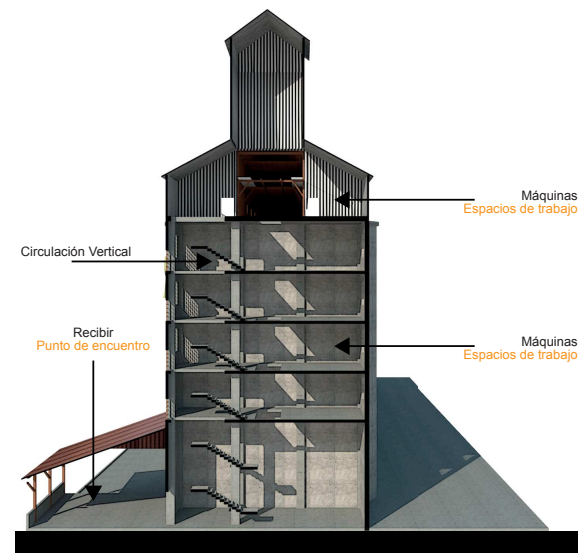 Máquinas
Espacios de trabajo
Circulación Vertical
Recibir
Punto de encuentro
Máquinas
Espacios de trabajo